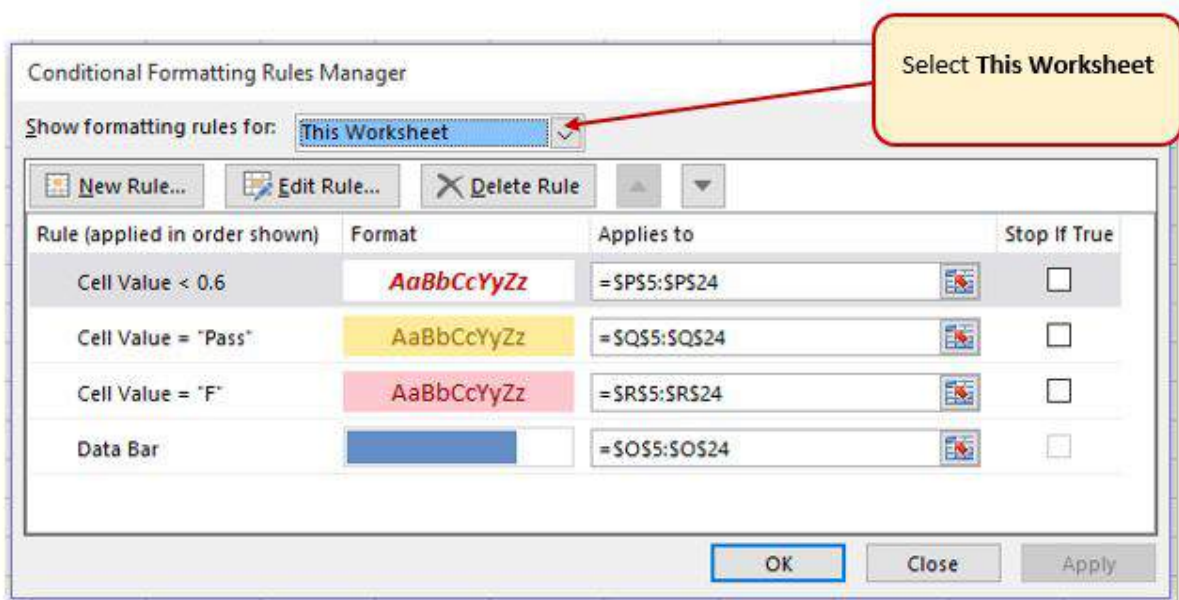 Select This Worksheet
Conditional Formatting Rules Manager
Show formatting rules for: This Worksheet
New Rule... Edit Rule... Delete Rule
Rule (applied in order shown) Format Applies to Stop If True
Cell Value < 0.6 AaBbCcYyZz =$P$5:$P$24
Cell Value = "Pass" AaBbCcYyZz =$Q$5:$Q$24
Cell Value = "F" AaBbCcYyZz =$R$5:$R$24
Data Bar =$O$5:$O$24
OK Close Apply